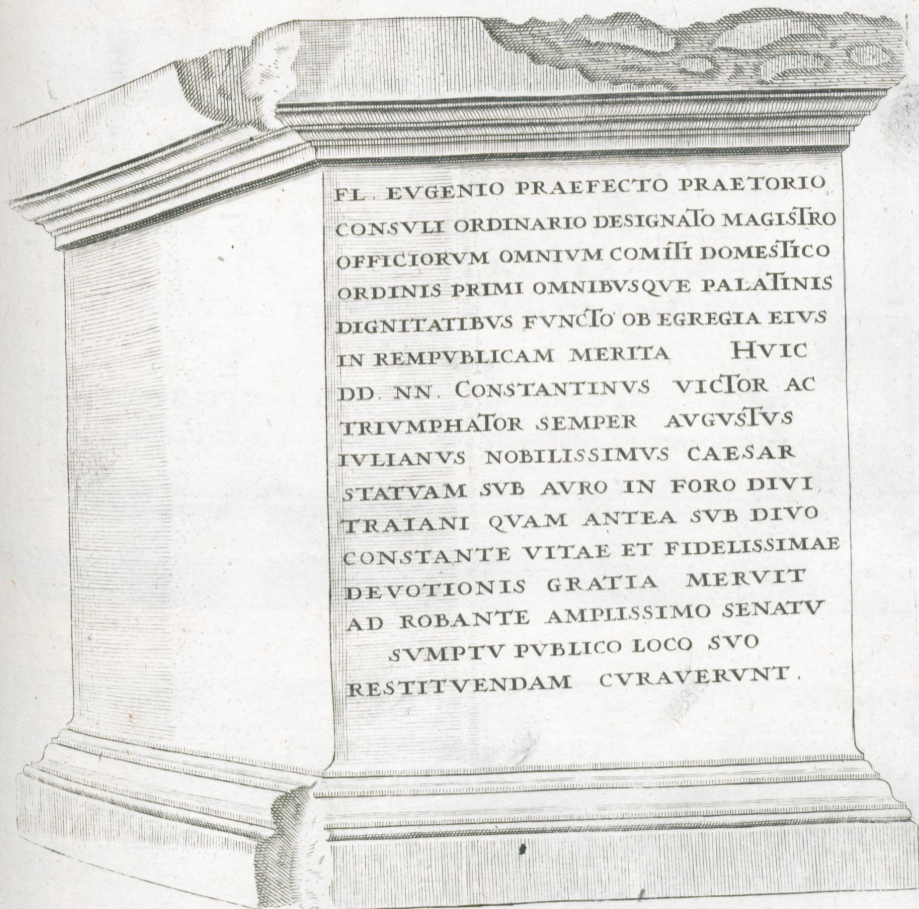 FL. EVGENIO PRAEFECTO PRAETORIO
CONSVLI ORDINARIO DESIGNATO MAGISTRO
OFFICIORVM OMNIVM COMITI DOMESTICO
ORDINIS PRIMI OMNIBVSQVE PALATINIS
DIGNITATIBVS FVNCTO OB EGREGIA EIVS
IN REMPVBLICAM MERITA HVIC
DD. NN. CONSTANTINVS VICTOR AC
TRIVMPHATOR SEMPER AVGVSTVS
IVLIANVS NOBILISSIMVS CAESAR
STATVAM SVB AVRO IN FORO DIVI
TRAIANI QVAM ANTEA SVB DIVO
CONSTANTE VITAE ET FIDELISSIMAE
DEVOTIONIS GRATIA MERVIT
AD ROBANTE AMPLISSIMO SENATV
SVMPTV PVBLICO LOCO SVO
RESTITVENDAM CVRAVERVNT.